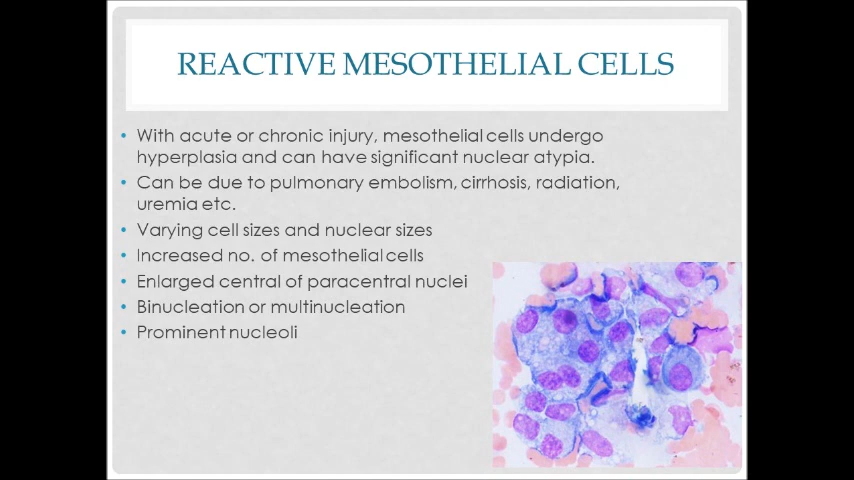 REACTIVE MESOTHELIAL CELLS
• With acute or chronic injury, mesothelial cells undergo
hyperplasia and can have significant nuclear atypia.
• Can be due to pulmonary embolism, cirrhosis, radiation,
uremia etc.
• Varying cell sizes and nuclear sizes
• Increased no. of mesothelial cells
• Enlarged central of paracentral nuclei
• Binucleation or multinucleation
• Prominent nucleoli